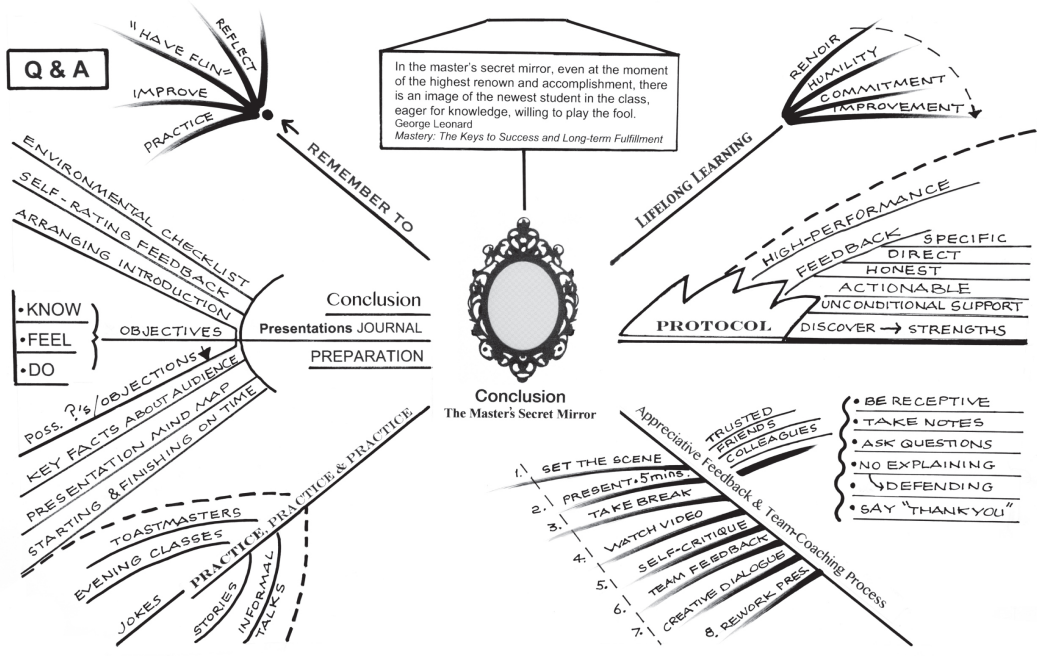 Q & A
REFLECT
"HAVE FUN"
IMPROVE
PRACTICE
REMEMBER TO
In the master's secret mirror, even at the moment
of the highest renown and accomplishment, there
is an image of the newest student in the class,
eager for knowledge, willing to play the fool.
George Leonard
Mastery: The Keys to Success and Long-term Fulfillment
RENOIR
HUMILITY
COMMITMENT
IMPROVEMENT
LIFELONG LEARNING
ENVIRONMENTAL CHECKLIST
SELF-RATING FEEDBACK
ARRANGING INTRODUCTION
OBJECTIVES
• KNOW
• FEEL
• DO
POSS. ?'s/OBJECTIONS
KEY FACTS ABOUT AUDIENCE
PRESENTATION MIND MAP
STARTING & FINISHING ON TIME
Conclusion
Presentations JOURNAL
PREPARATION
Conclusion
The Master's Secret Mirror
HIGH-PERFORMANCE
FEEDBACK
SPECIFIC
DIRECT
HONEST
ACTIONABLE
UNCONDITIONAL SUPPORT
DISCOVER → STRENGTHS
PROTOCOL
PRACTICE, PRACTICE & PRACTICE
TOASTMASTERS
EVENING CLASSES
JOKES
STORIES
INFORMAL
TALKS
Appreciative Feedback & Team-Coaching Process
TRUSTED
FRIENDS
COLLEAGUES
• BE RECEPTIVE
• TAKE NOTES
• ASK QUESTIONS
• NO EXPLAINING
• DEFENDING
• SAY "THANK YOU"
1. SET THE SCENE
2. PRESENT • 5 mins.
3. TAKE BREAK
4. WATCH VIDEO
5. SELF-CRITIQUE
6. TEAM FEEDBACK
7. CREATIVE DIALOGUE
8. REWORK PRES.